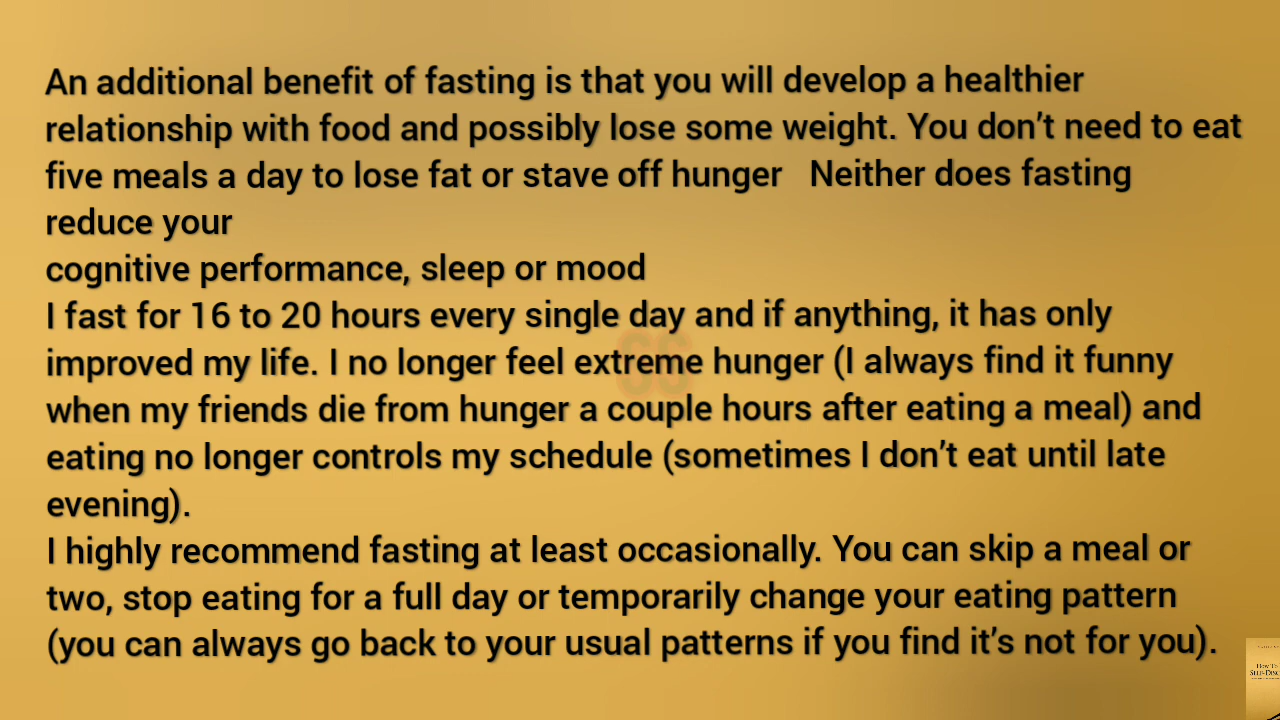 An additional benefit of fasting is that you will develop a healthier
relationship with food and possibly lose some weight. You don’t need to eat
five meals a day to lose fat or stave off hunger   Neither does fasting
reduce your
cognitive performance, sleep or mood
I fast for 16 to 20 hours every single day and if anything, it has only
improved my life. I no longer feel extreme hunger (I always find it funny
when my friends die from hunger a couple hours after eating a meal) and
eating no longer controls my schedule (sometimes I don’t eat until late
evening).
I highly recommend fasting at least occasionally. You can skip a meal or
two, stop eating for a full day or temporarily change your eating pattern
(you can always go back to your usual patterns if you find it’s not for you).
How To